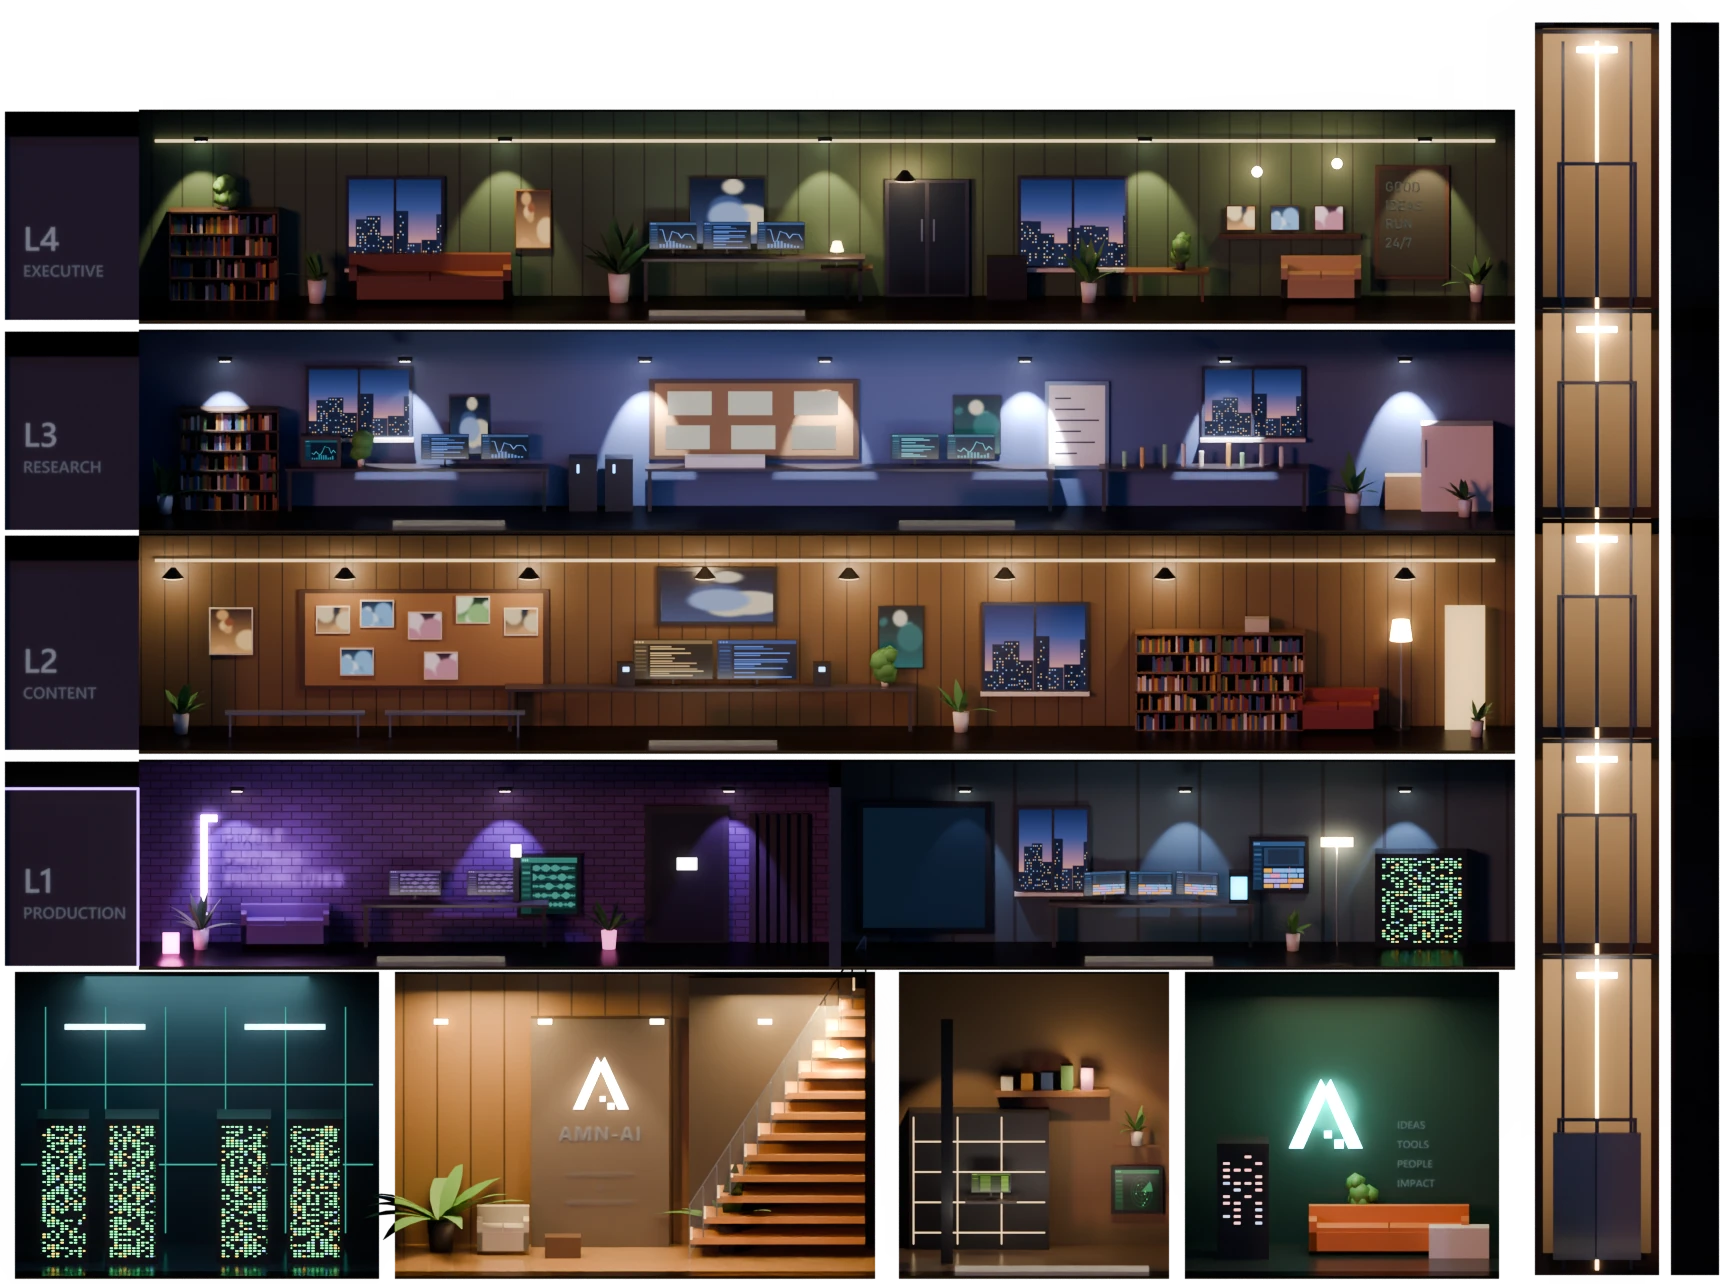 L4
EXECUTIVE
GOOD
IDEAS
RUN
24/7
L3
RESEARCH
L2
CONTENT
L1
PRODUCTION
AMN-AI
IDEAS
TOOLS
PEOPLE
IMPACT